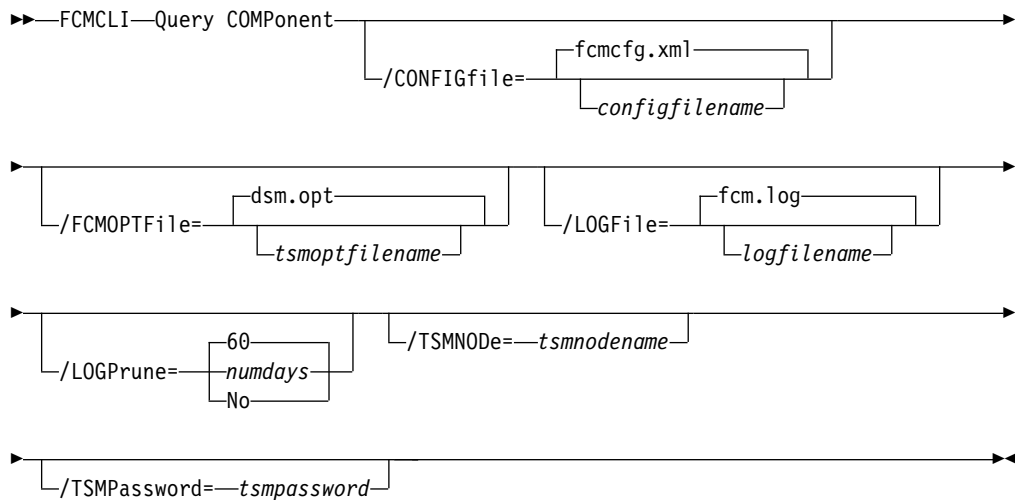 FCMCLI Query COMPonent
fcmcfg.xml
/CONFIGfile=
configfilename
dsm.opt
fcm.log
/FCMOPTFile=
/LOGFile=
tsmoptfilename
logfilename
60
/TSMNODe= tsmnodename
/LOGPrune= numdays
No
/TSMPassword= tsmpassword